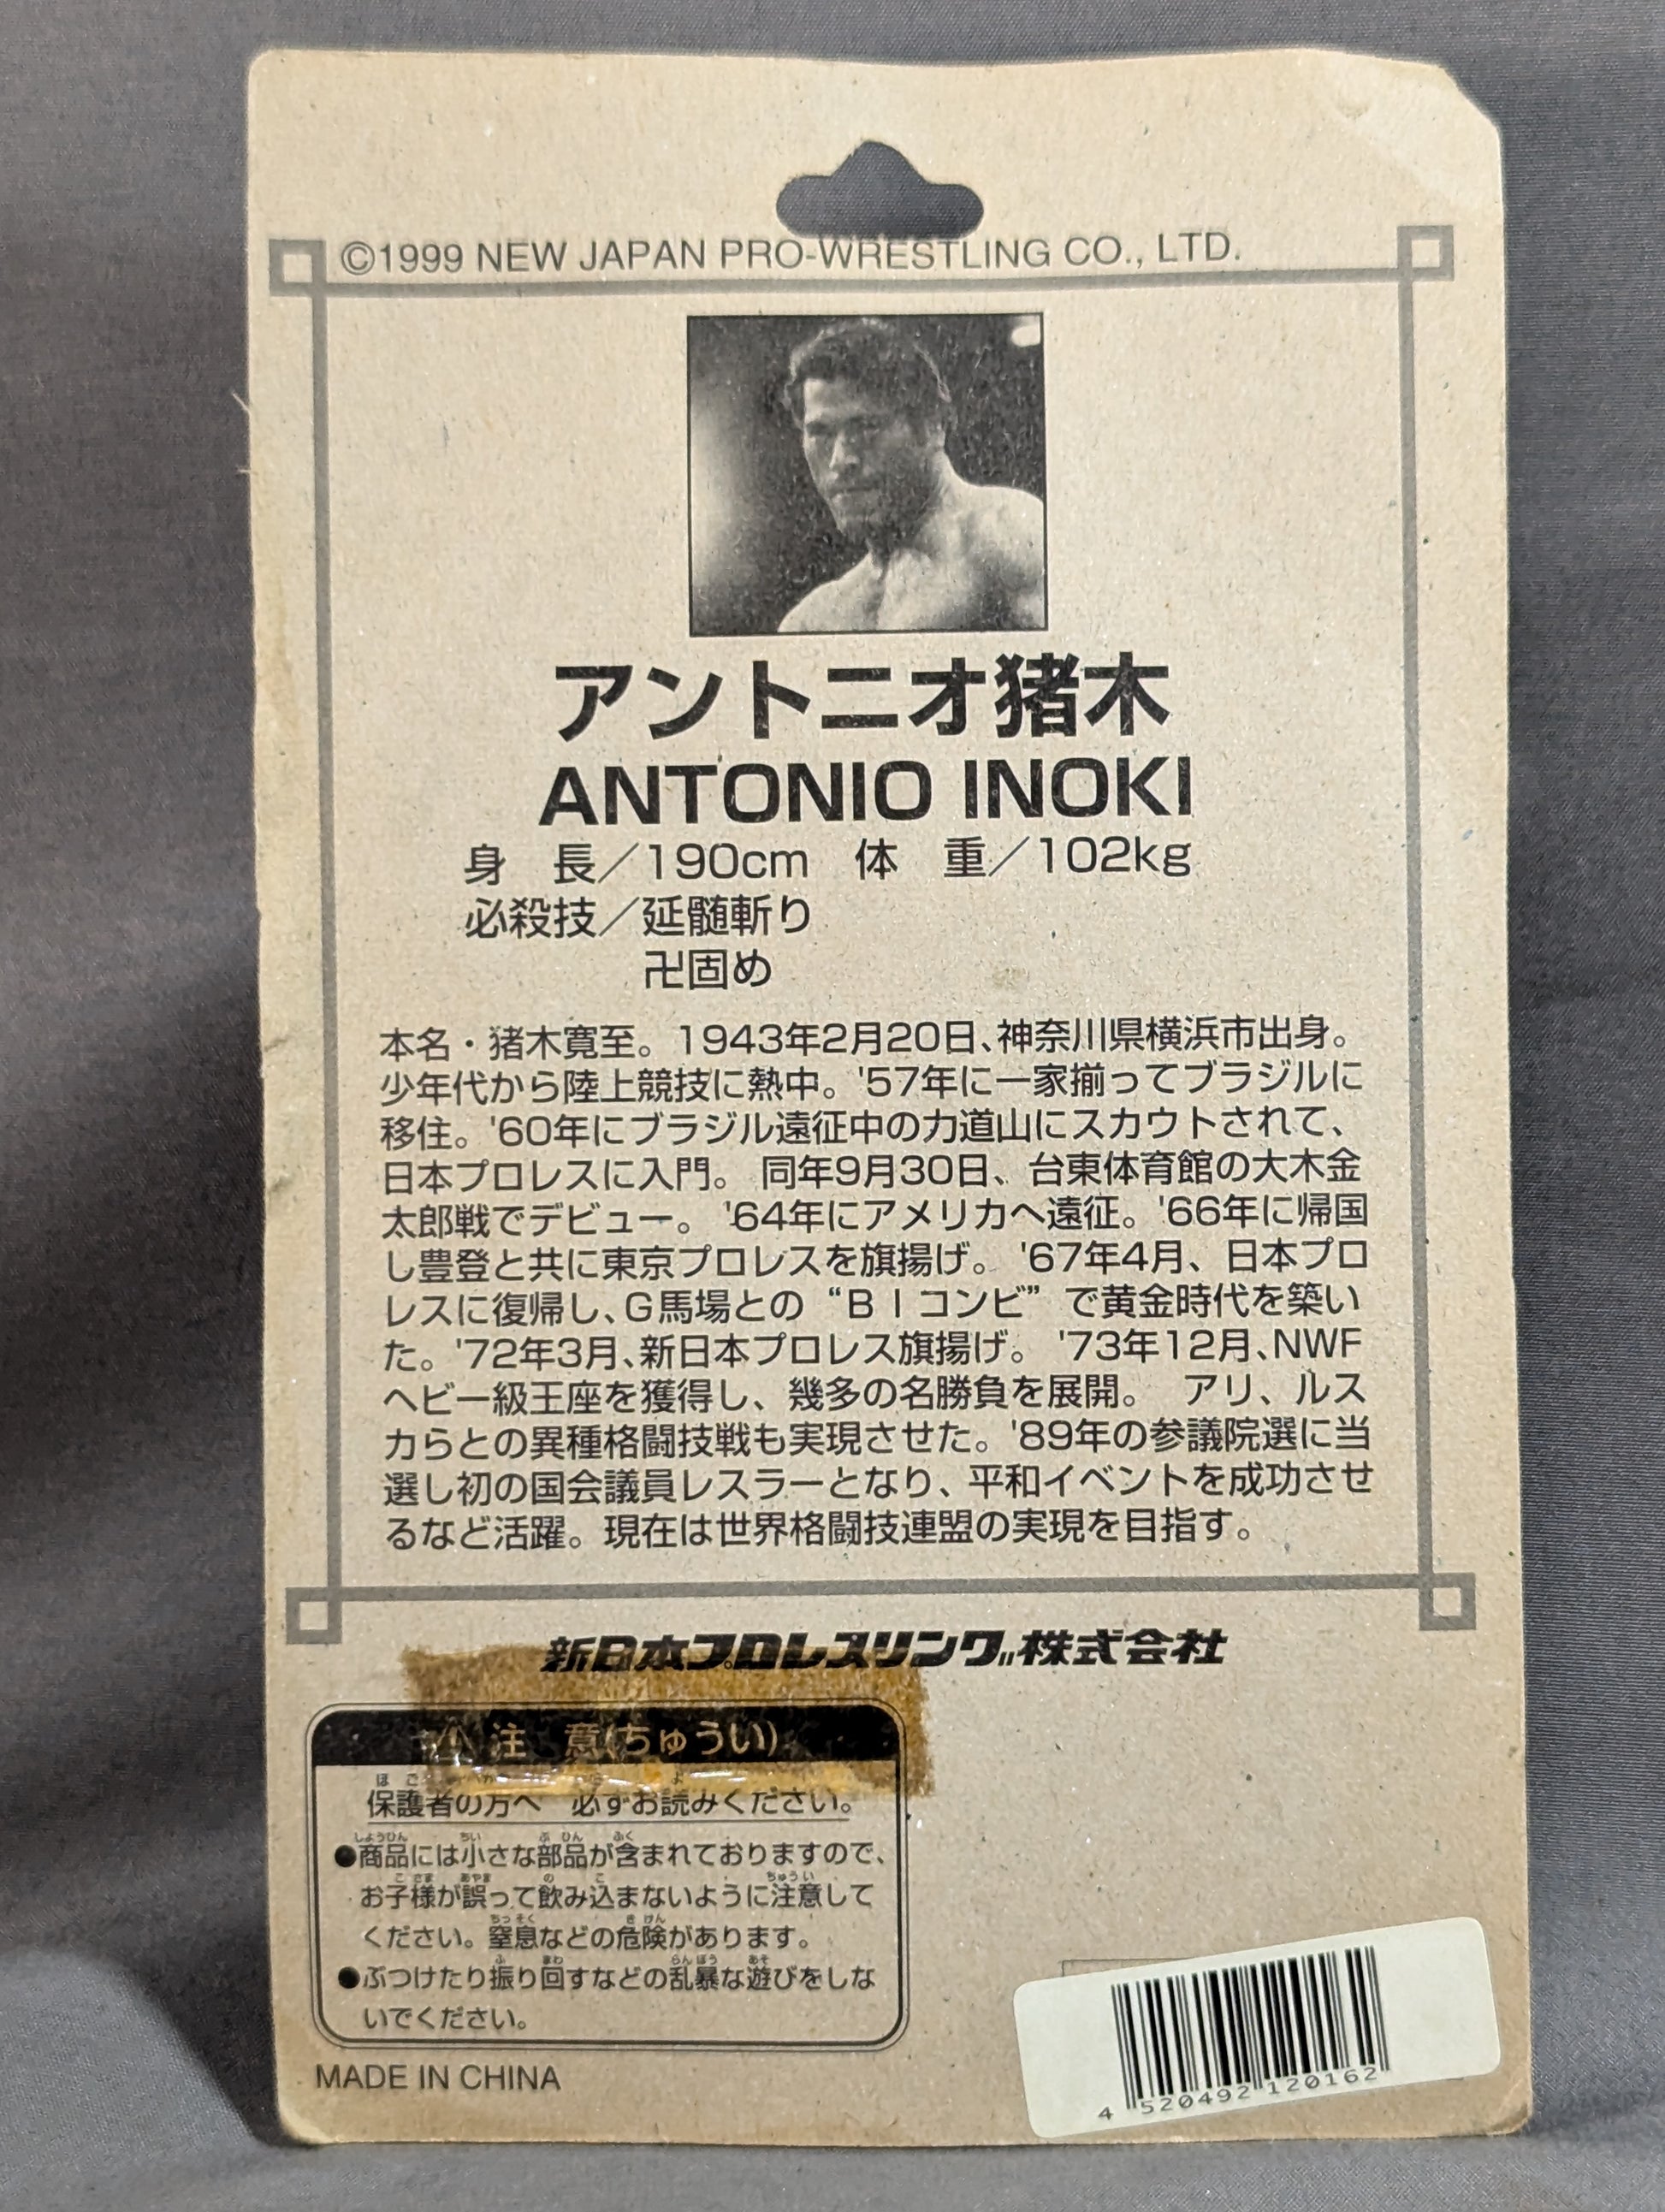 ©1999 NEW JAPAN PRO-WRESTLING CO., LTD.
アントニオ猪木
ANTONIO INOKI
身　長／190cm　体　重／102kg
必殺技／延髄斬り
卍固め
本名・猪木寛至。1943年2月20日、神奈川県横浜市出身。
少年代から陸上競技に熱中。'57年に一家揃ってブラジルに
移住。'60年にブラジル遠征中の力道山にスカウトされて、
日本プロレスに入門。 同年9月30日、台東体育館の大木金
太郎戦でデビュー。 '64年にアメリカへ遠征。'66年に帰国
し豊登と共に東京プロレスを旗揚げ。 '67年4月、日本プロ
レスに復帰し、G馬場との“ＢＩコンビ”で黄金時代を築い
た。'72年3月、新日本プロレス旗揚げ。 '73年12月、NWF
ヘビー級王座を獲得し、幾多の名勝負を展開。 アリ、ルス
カらとの異種格闘技戦も実現させた。'89年の参議院選に当
選し初の国会議員レスラーとなり、平和イベントを成功させ
るなど活躍。現在は世界格闘技連盟の実現を目指す。
新日本プロレスリング株式会社
注　意(ちゅうい)
保護者の方へ　必ずお読みください。
●商品には小さな部品が含まれておりますので、
お子様が誤って飲み込まないように注意して
ください。窒息などの危険があります。
●ぶつけたり振り回すなどの乱暴な遊びをしな
いでください。
MADE IN CHINA
4 520492 120162